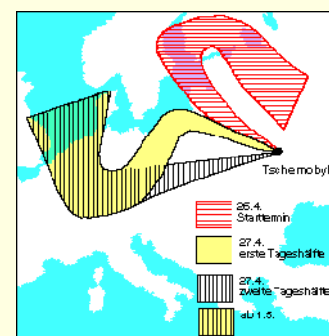 Tschernobyl
26.4.
Starttermin
27.4.
erste Tageshälfte
27.4.
zweite Tageshälfte
ab 1.5.